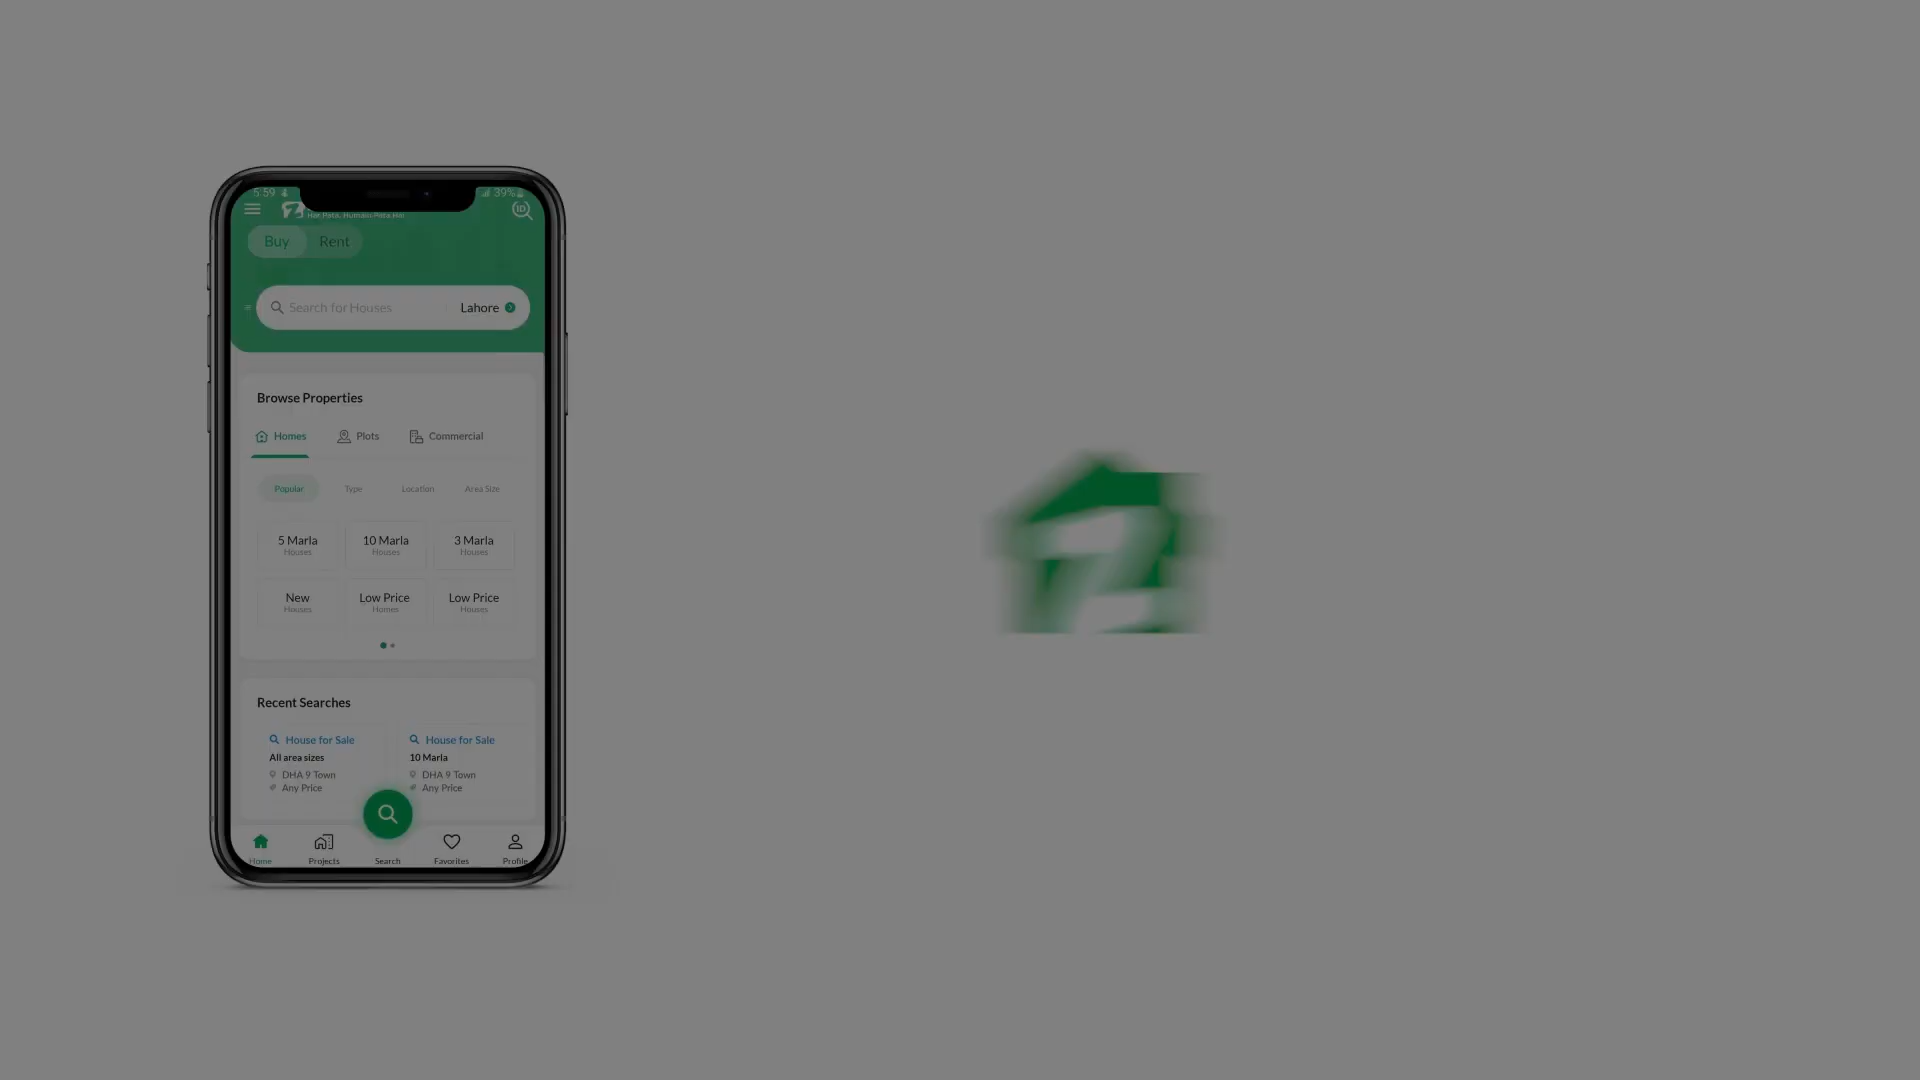 5:59
39%
Har Pata, Humain Pata Hai
ID
Buy Rent
Search for Houses Lahore
Browse Properties
Homes Plots Commercial
Popular Type Location Area Size
5 Marla 10 Marla 3 Marla
Houses Houses Houses
New Low Price Low Price
Houses Homes Houses
Recent Searches
House for Sale House for Sale
All area sizes 10 Marla
DHA 9 Town DHA 9 Town
Any Price Any Price
Home Projects Search Favorites Profile